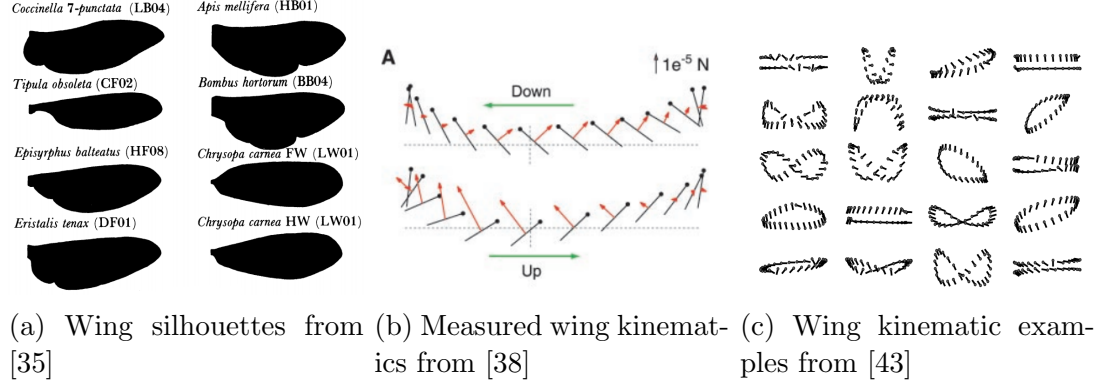 Coccinella 7-punctata (LB04)
Apis mellifera (HB01)
Tipula obsoleta (CF02)
Bombus hortorum (BB04)
Episyrphus balteatus (HF08)
Chrysopa carnea FW (LW01)
Eristalis tenax (DF01)
Chrysopa carnea HW (LW01)
(a) Wing silhouettes from
[35]
A
↑1e⁻⁵ N
Down
Up
(b) Measured wing kinemat-
ics from [38]
(c) Wing kinematic exam-
ples from [43]